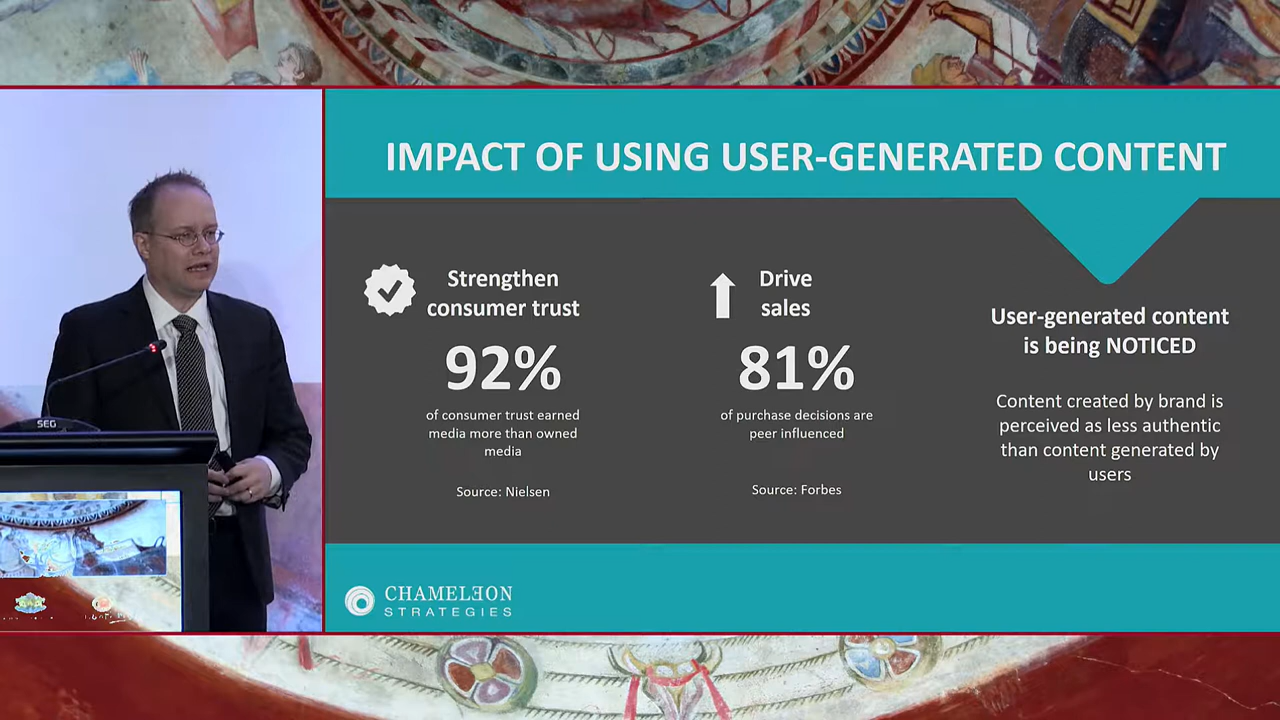 IMPACT OF USING USER-GENERATED CONTENT
Strengthen
consumer trust
92%
of consumer trust earned
media more than owned
media
Source: Nielsen
Drive
sales
81%
of purchase decisions are
peer influenced
Source: Forbes
User-generated content
is being NOTICED
Content created by brand is
perceived as less authentic
than content generated by
users
CHAMELEON
STRATEGIES
SEG